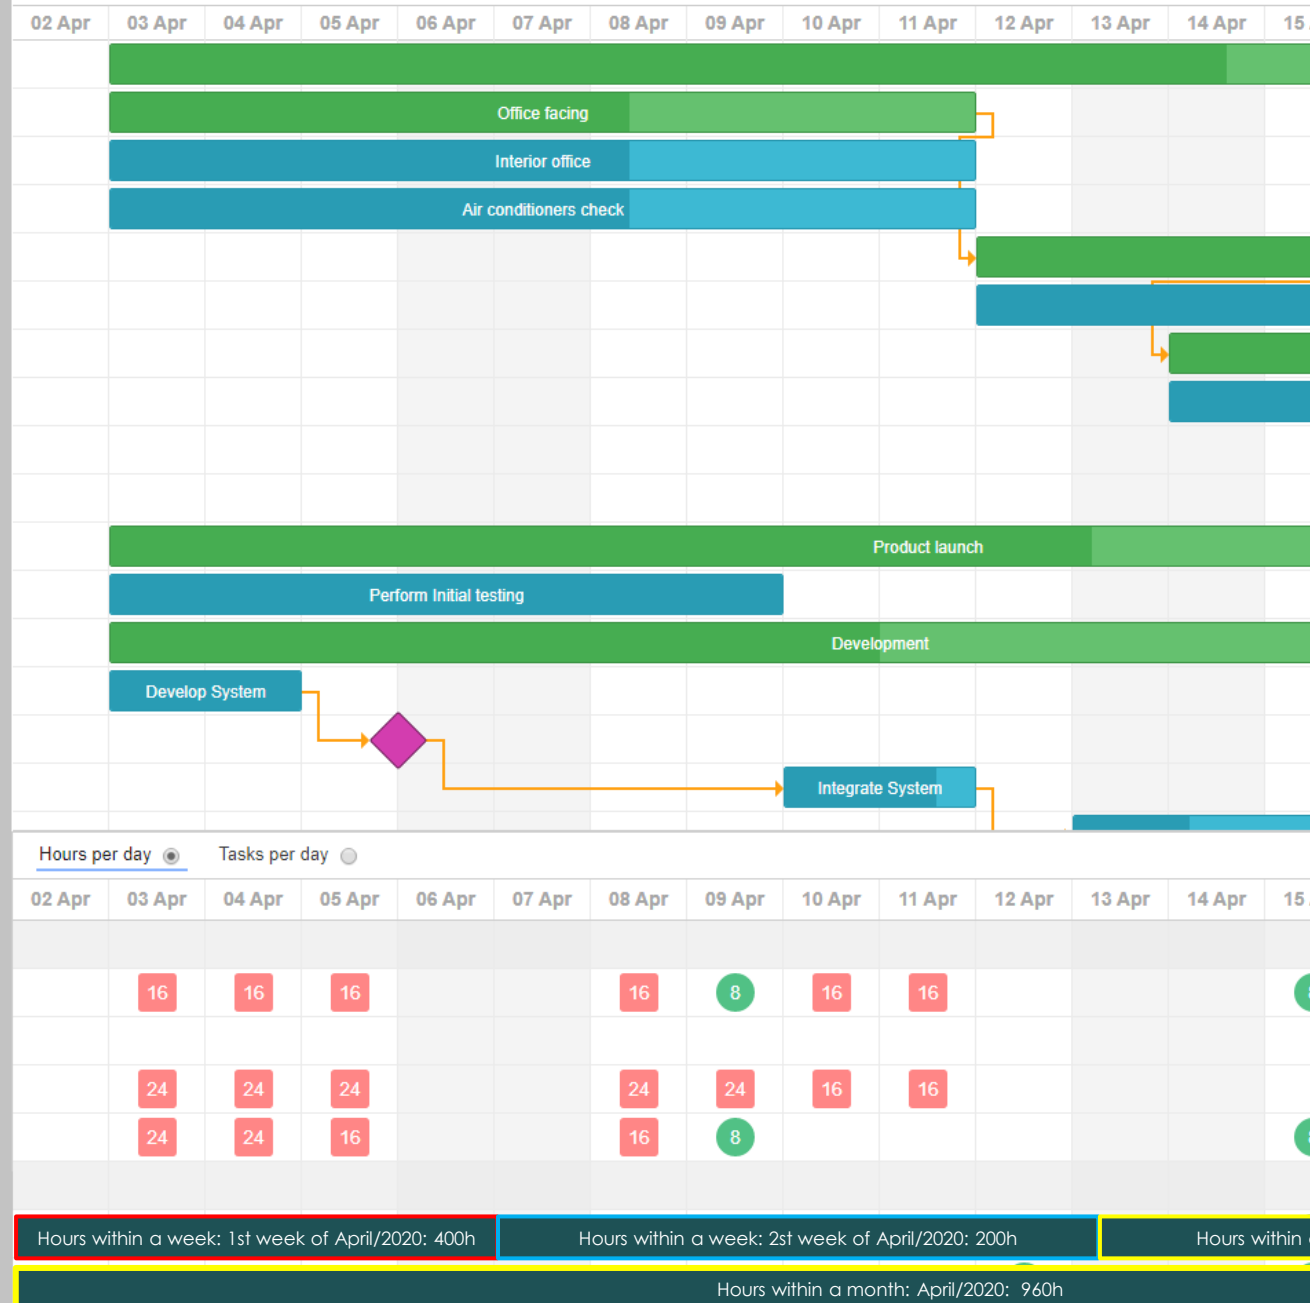 02 Apr 03 Apr 04 Apr 05 Apr 06 Apr 07 Apr 08 Apr 09 Apr 10 Apr 11 Apr 12 Apr 13 Apr 14 Apr 15
Office facing
Interior office
Air conditioners check
Product launch
Perform Initial testing
Development
Develop System
Integrate System
Hours per day Tasks per day
02 Apr 03 Apr 04 Apr 05 Apr 06 Apr 07 Apr 08 Apr 09 Apr 10 Apr 11 Apr 12 Apr 13 Apr 14 Apr 15
16 16 16 16 8 16 16
24 24 24 24 24 16 16
24 24 16 16 8
Hours within a week: 1st week of April/2020: 400h Hours within a week: 2st week of April/2020: 200h Hours within
Hours within a month: April/2020: 960h